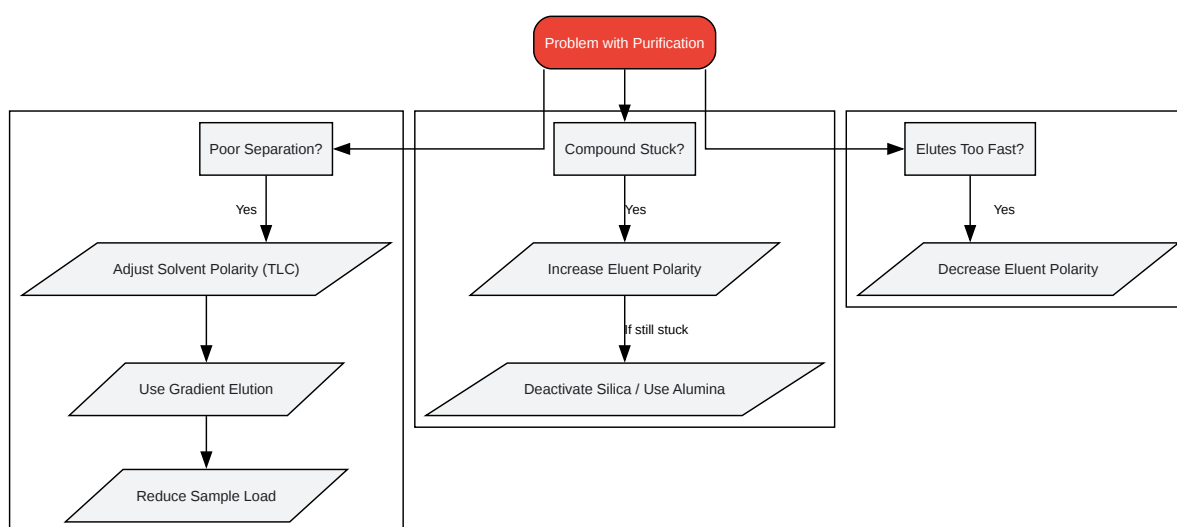 Problem with Purification
Poor Separation?
Compound Stuck?
Elutes Too Fast?
Yes
Yes
Yes
Adjust Solvent Polarity (TLC)
Increase Eluent Polarity
Decrease Eluent Polarity
If still stuck
Use Gradient Elution
Deactivate Silica / Use Alumina
Reduce Sample Load